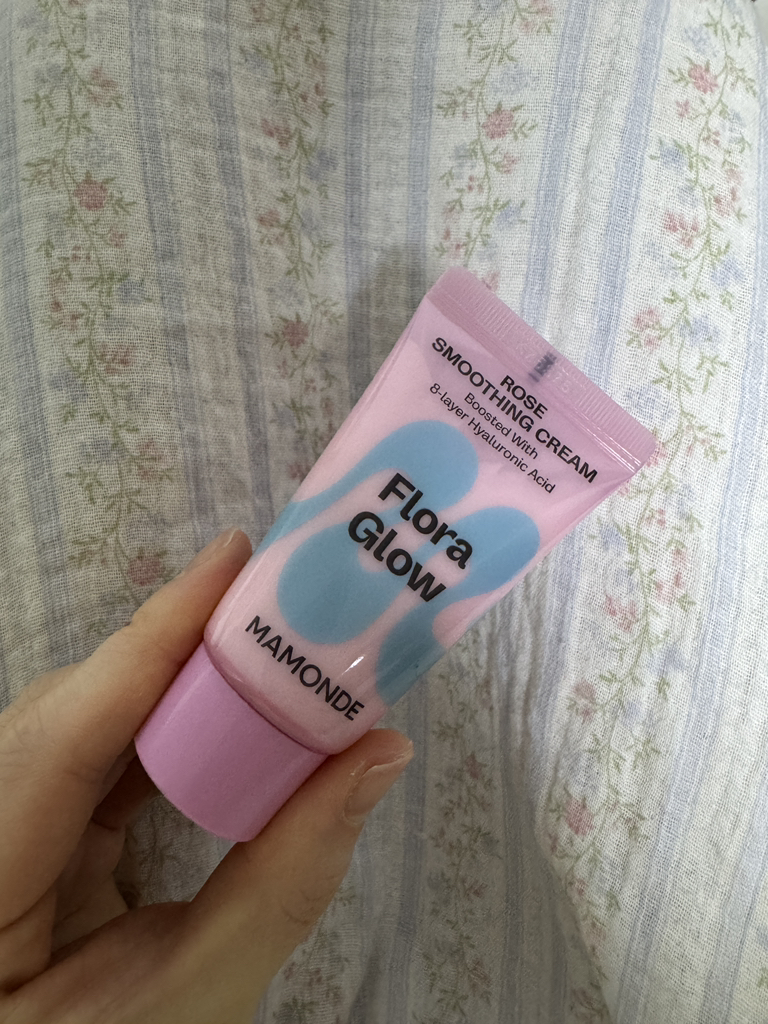 ROSE
SMOOTHING CREAM
Boosted With
8-layer Hyaluronic Acid
Flora
Glow
MAMONDE